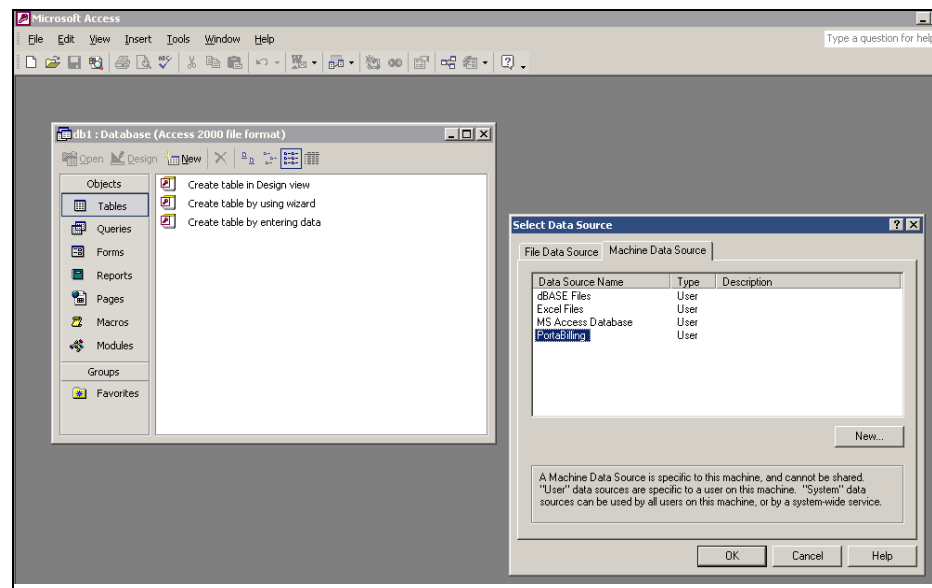 Microsoft Access
File Edit View Insert Tools Window Help
Type a question for help
db1 : Database (Access 2000 file format)
Open Design New
Objects
Tables
Queries
Forms
Reports
Pages
Macros
Modules
Groups
Favorites
Create table in Design view
Create table by using wizard
Create table by entering data
Select Data Source
File Data Source Machine Data Source
Data Source Name Type Description
dBASE Files User
Excel Files User
MS Access Database User
PortaBilling User
New...
A Machine Data Source is specific to this machine, and cannot be shared.
"User" data sources are specific to a user on this machine. "System" data
sources can be used by all users on this machine, or by a system-wide service.
OK Cancel Help